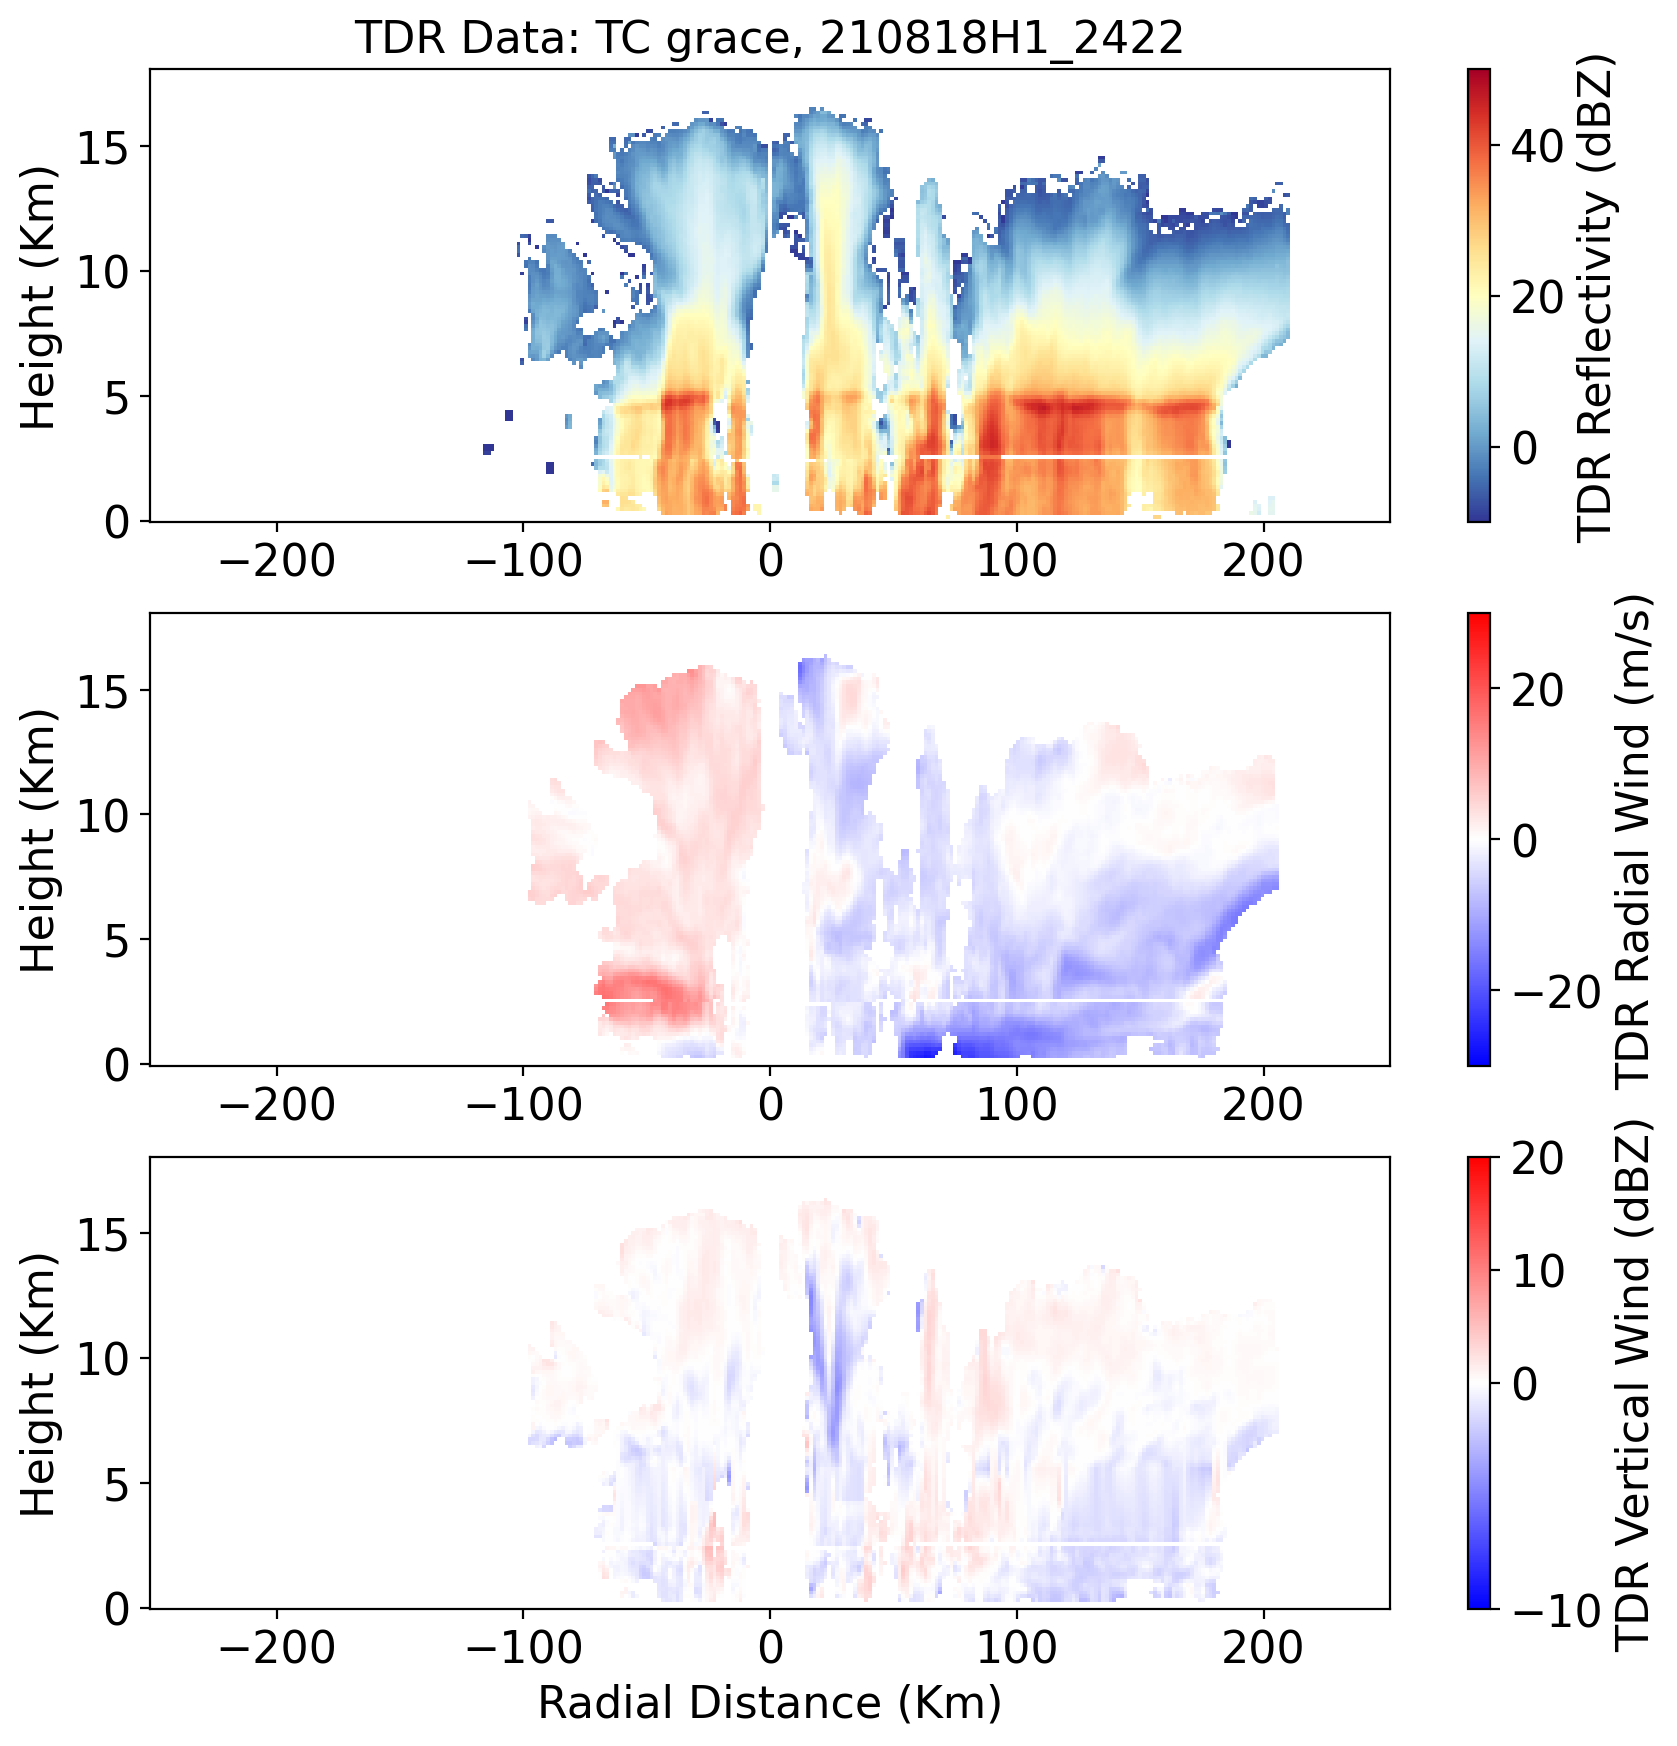 TDR Data: TC grace, 210818H1_2422
15
10
5
0
Height (Km)
−200 −100 0 100 200
40
20
0
TDR Reflectivity (dBZ)
15
10
5
0
Height (Km)
−200 −100 0 100 200
20
0
−20
TDR Radial Wind (m/s)
15
10
5
0
Height (Km)
−200 −100 0 100 200
Radial Distance (Km)
20
10
0
−10
TDR Vertical Wind (dBZ)